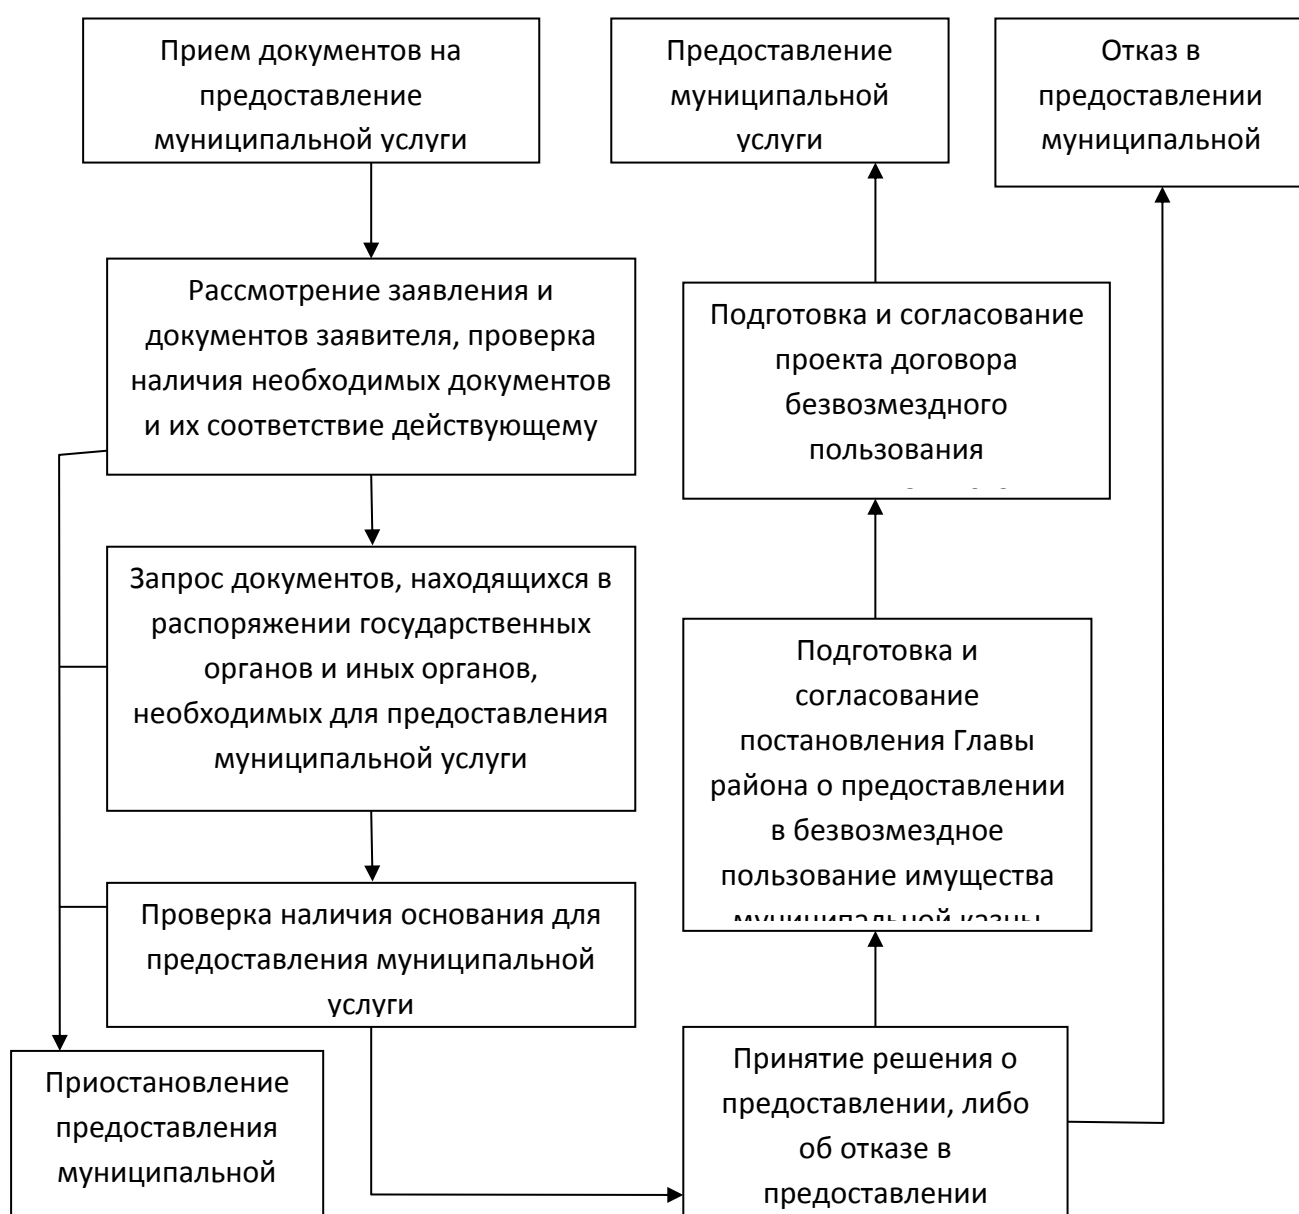 Прием документов на
предоставление
муниципальной услуги
Рассмотрение заявления и
документов заявителя, проверка
наличия необходимых документов
и их соответствие действующему
Запрос документов, находящихся в
распоряжении государственных
органов и иных органов,
необходимых для предоставления
муниципальной услуги
Проверка наличия основания для
предоставления муниципальной
услуги
Приостановление
предоставления
муниципальной
Предоставление
муниципальной
услуги
Подготовка и согласование
проекта договора
безвозмездного
пользования
Подготовка и
согласование
постановления Главы
района о предоставлении
в безвозмездное
пользование имущества
муниципальной казны
Принятие решения о
предоставлении, либо
об отказе в
предоставлении
Отказ в
предоставлении
муниципальной